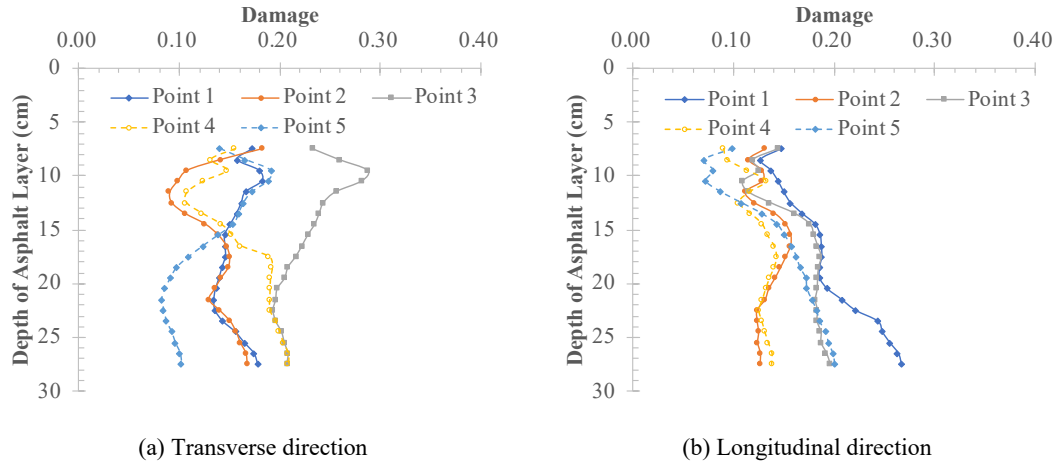 Damage
0.00 0.10 0.20 0.30 0.40
0
5
10
15
20
25
30
Depth of Asphalt Layer (cm)
Point 1 Point 2 Point 3
Point 4 Point 5
(a) Transverse direction
Damage
0.00 0.10 0.20 0.30 0.40
0
5
10
15
20
25
30
Depth of Asphalt Layer (cm)
Point 1 Point 2 Point 3
Point 4 Point 5
(b) Longitudinal direction